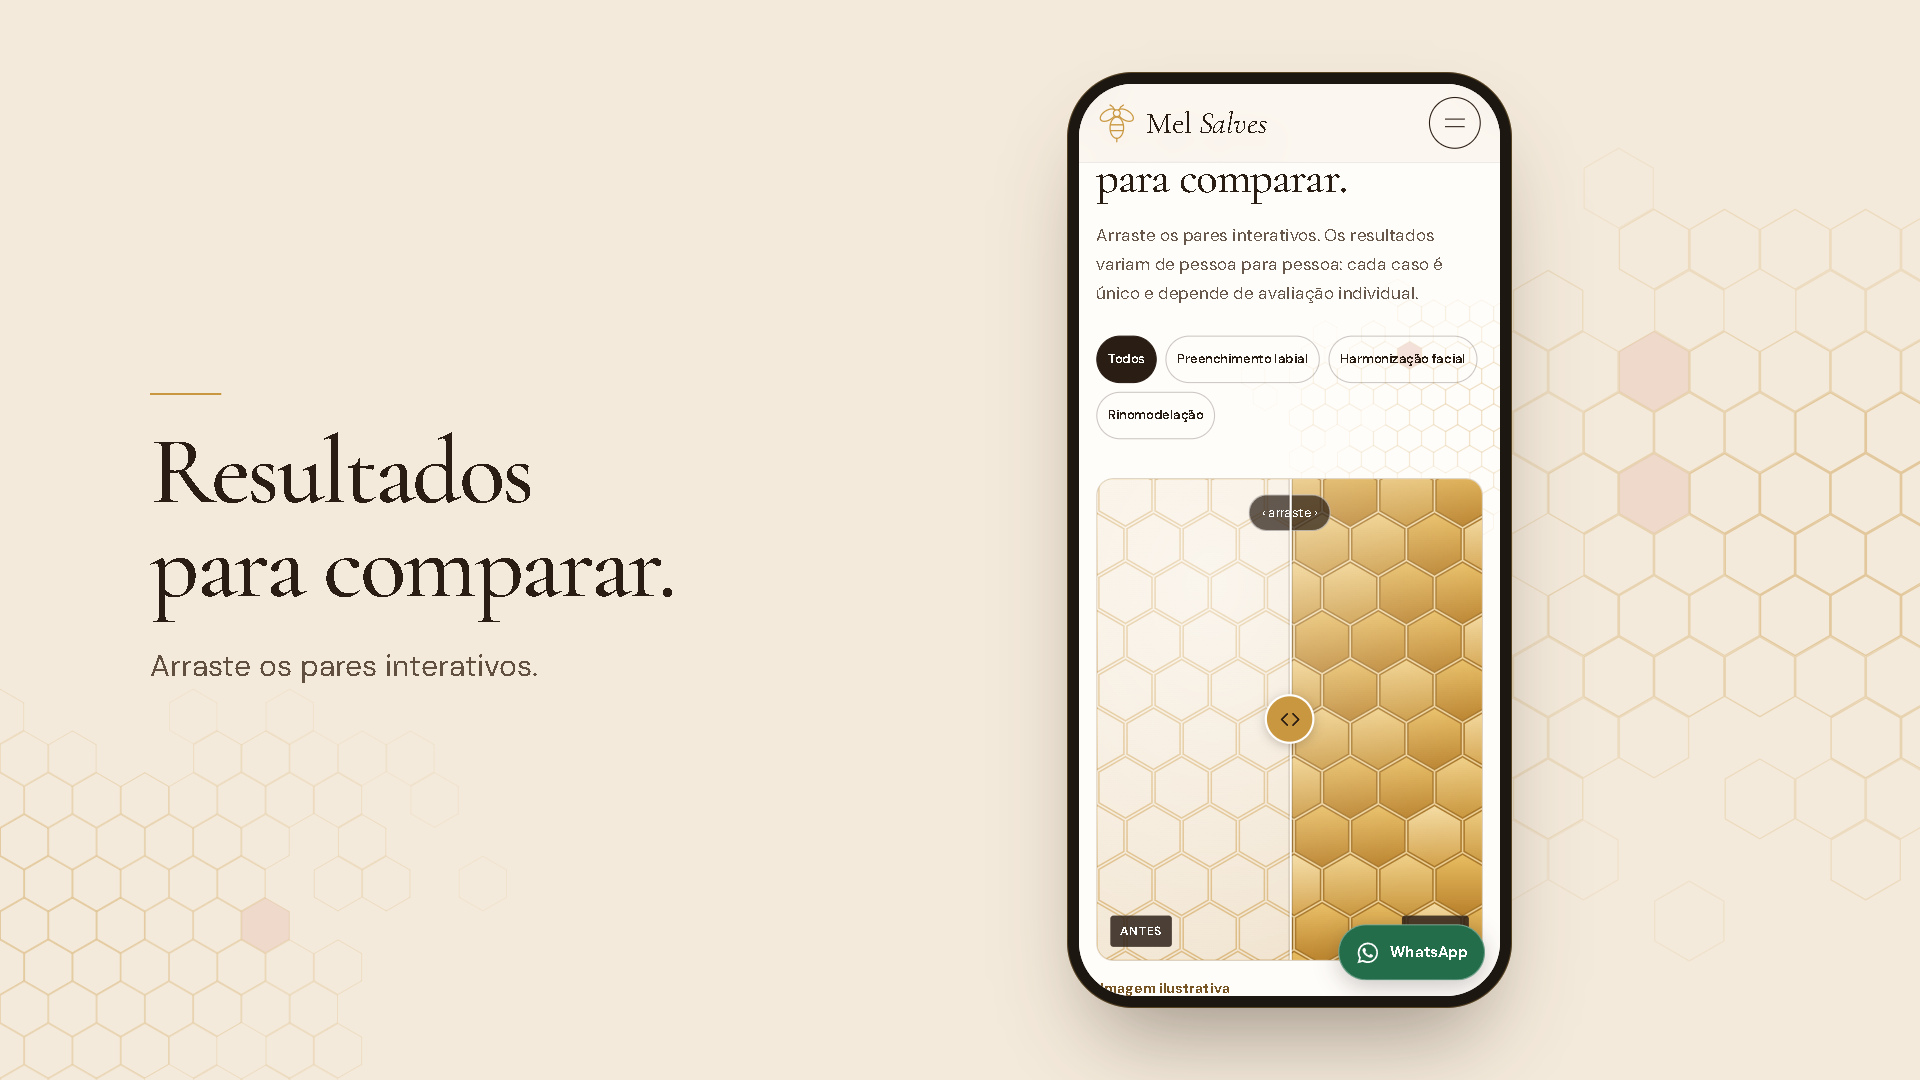 Resultados
para comparar.
Arraste os pares interativos.
Mel Salves
para comparar.
Arraste os pares interativos. Os resultados
variam de pessoa para pessoa: cada caso é
único e depende de avaliação individual.
Todos
Preenchimento labial
Harmonização facial
Rinomodelação
‹ arraste ›
ANTES
WhatsApp
Imagem ilustrativa